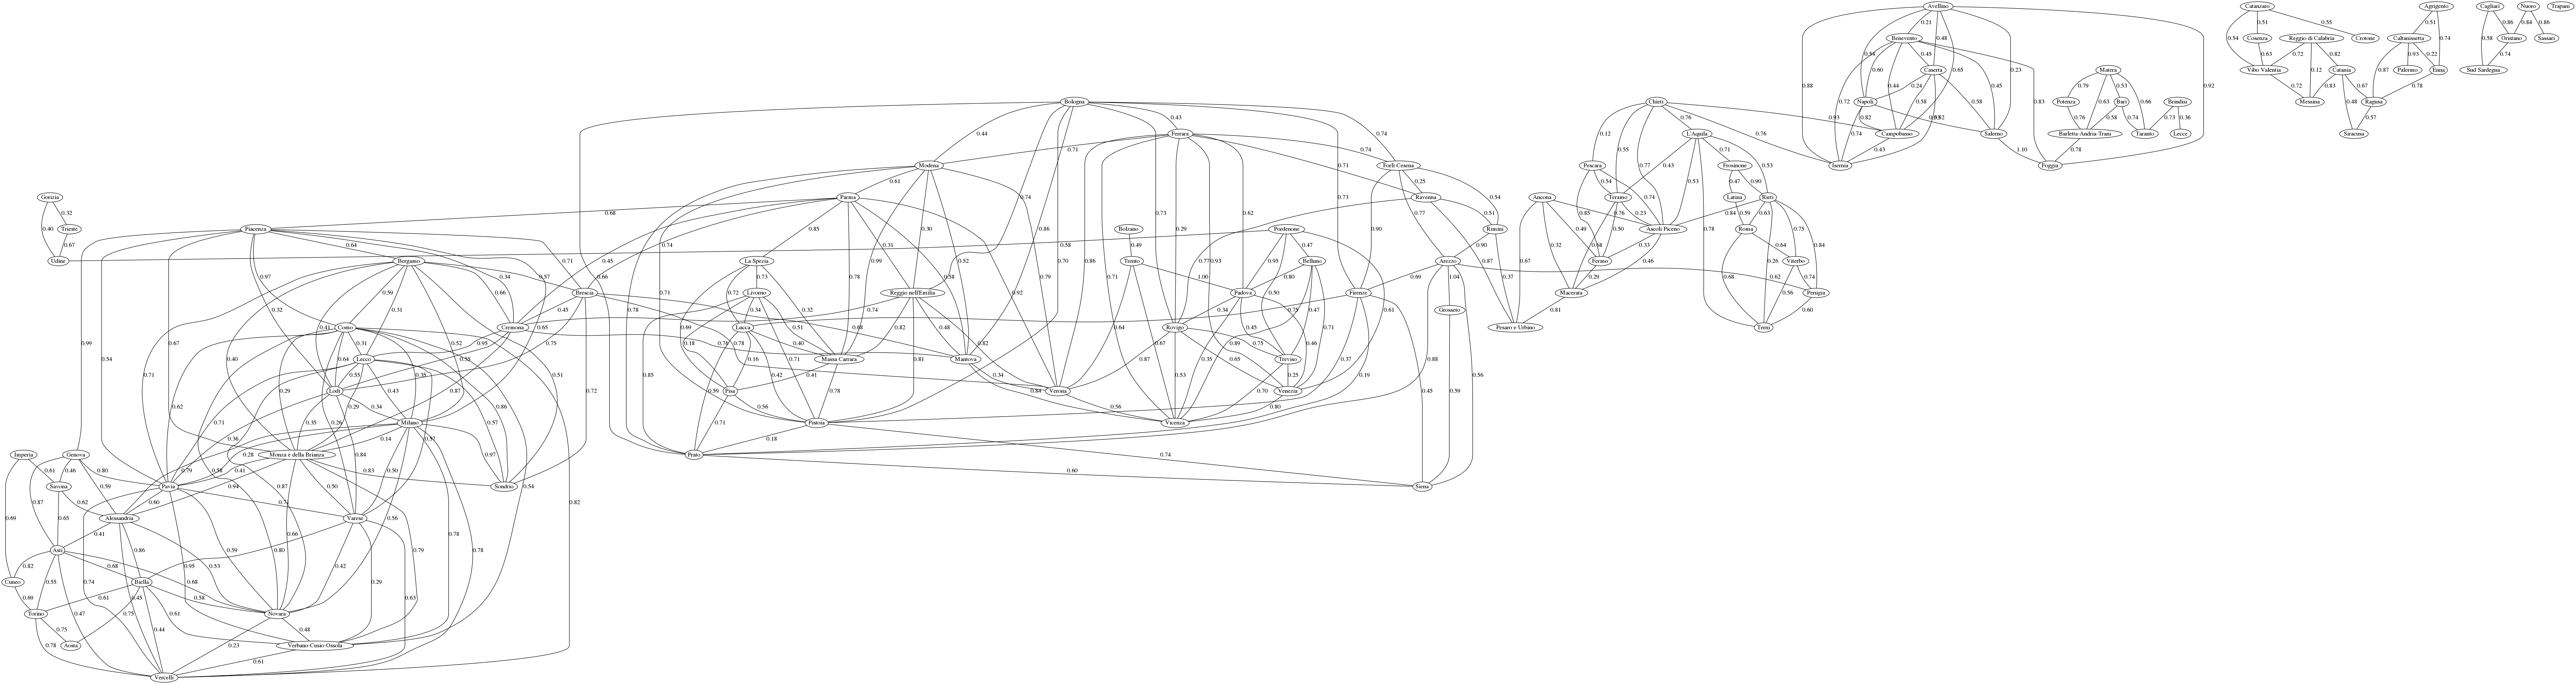 Avellino
Catanzaro
Agrigento
Cagliari
Nuoro
Trapani
0.21
0.51
0.55
0.51
0.86
0.84
0.86
Benevento
0.54
0.48
Cosenza
Reggio di Calabria
Crotone
Caltanissetta
0.74
0.58
Oristano
Sassari
0.45
0.54
0.63
0.72
0.82
0.93
0.22
0.74
Caserta
0.65
0.23
0.92
0.88
0.60
Matera
Vibo Valentia
Catania
0.87
Palermo
Enna
Sud Sardegna
0.44
0.45
0.24
0.79
0.53
0.12
0.67
0.78
Bologna
Chieti
Napoli
0.72
0.58
0.58
0.83
Potenza
0.63
Bari
0.66
Brindisi
0.72
Messina
0.83
0.48
Ragusa
0.43
0.76
0.93
0.82
0.76
0.58
0.74
0.73
0.36
0.57
0.44
Ferrara
0.74
0.12
L'Aquila
0.76
0.74
Campobasso
Salerno
Barletta-Andria-Trani
Taranto
Lecce
Siracusa
0.71
0.74
0.55
0.71
0.53
0.43
1.10
0.78
Modena
Forlì-Cesena
Pescara
0.77
0.43
0.53
Frosinone
Isernia
Foggia
0.61
0.71
0.25
0.54
0.47
0.90
Gorizia
Parma
0.74
0.73
Ravenna
0.54
Ancona
0.74
Teramo
Latina
Rieti
0.32
0.68
0.30
0.86
0.62
0.77
0.51
0.85
0.76
0.23
0.84
0.59
0.63
0.40
Trieste
Piacenza
0.85
0.73
0.29
Bolzano
Pordenone
0.90
Rimini
0.49
0.50
0.68
Ascoli Piceno
Roma
0.75
0.67
0.64
0.74
0.31
0.49
0.47
0.90
0.32
0.33
0.78
0.64
0.84
Udine
Bergamo
0.71
0.45
La Spezia
0.99
0.52
0.58
0.70
0.86
Trento
0.77
0.93
0.95
Belluno
Arezzo
0.67
Fermo
0.46
0.26
Viterbo
0.97
0.34
0.57
0.66
0.73
0.78
0.58
0.79
0.71
1.00
0.80
0.69
1.04
0.87
0.37
0.29
0.62
0.68
0.56
0.74
0.99
0.59
0.66
Brescia
0.72
Livorno
Reggio nell'Emilia
0.92
Padova
0.50
0.47
Firenze
Macerata
Perugia
0.32
0.31
0.45
0.32
0.34
0.74
0.34
0.75
0.61
Grosseto
0.81
0.60
0.41
Como
0.52
0.65
Cremona
0.69
Lucca
0.51
0.82
0.48
0.68
0.82
Rovigo
0.45
0.71
Pesaro e Urbino
Terni
0.54
0.67
0.71
0.40
0.31
0.95
0.75
0.76
0.78
0.18
0.16
0.40
0.71
0.64
0.67
0.87
0.89
0.75
0.46
0.88
0.56
Lecco
0.64
0.55
0.55
0.35
0.51
0.78
0.85
Massa Carrara
0.81
Mantova
0.35
0.65
Treviso
0.37
0.62
0.29
0.43
0.87
0.86
0.57
0.72
0.41
0.42
0.78
0.34
0.53
0.25
0.19
0.45
0.59
Lodi
0.34
Pisa
0.59
Verona
0.84
0.70
Venezia
0.71
0.35
0.29
0.26
0.56
0.56
0.80
0.36
Milano
0.37
0.71
Pistoia
Vicenza
0.14
0.18
Imperia
Genova
0.28
Monza e della Brianza
0.50
0.97
Prato
0.74
0.61
0.46
0.80
0.79
0.58
0.41
0.87
0.84
0.83
0.60
Savona
0.59
Pavia
0.94
0.50
0.54
Sondrio
Siena
0.87
0.62
0.60
0.69
0.65
Alessandria
Varese
0.56
0.82
0.41
0.86
0.66
0.78
Asti
0.59
0.80
0.79
0.78
0.82
0.68
0.95
0.53
0.42
0.55
0.68
0.29
Cuneo
Biella
0.74
0.69
0.61
0.45
0.58
0.63
Torino
0.47
0.75
0.61
Novara
0.75
0.44
0.48
0.78
Aosta
0.23
Verbano-Cusio-Ossola
0.61
Vercelli